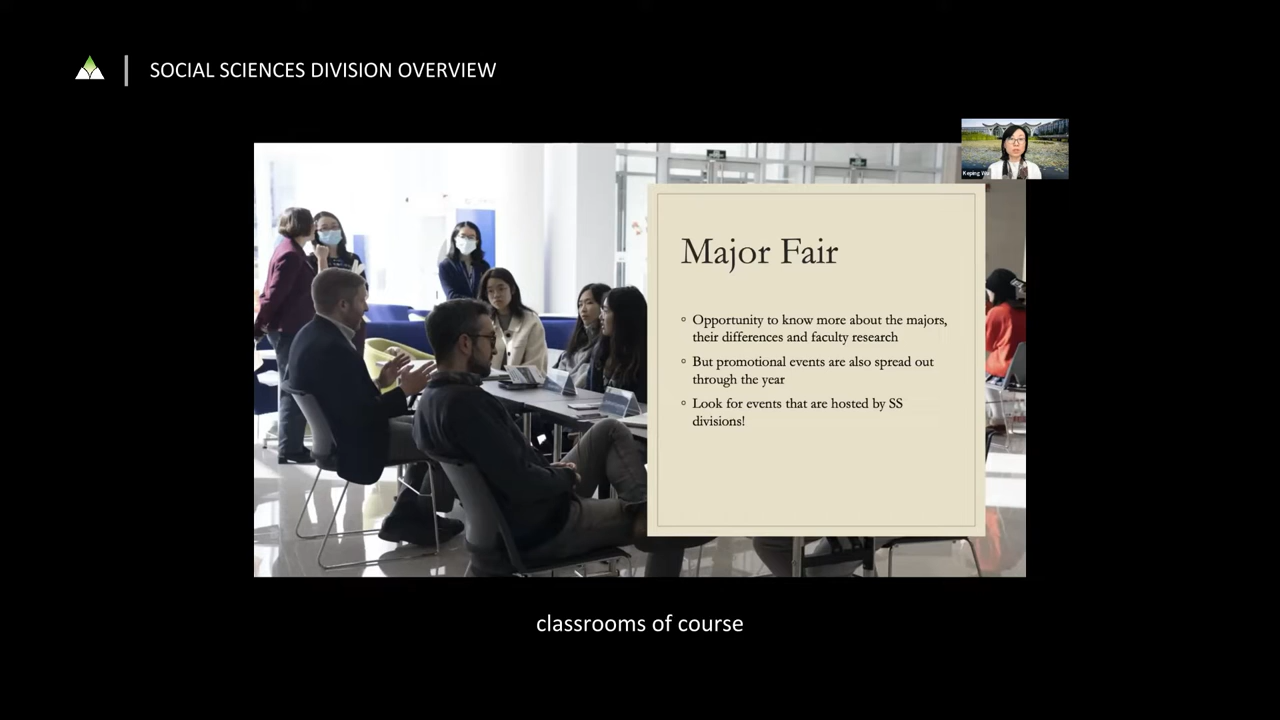 SOCIAL SCIENCES DIVISION OVERVIEW
Keping Wu
Major Fair
Opportunity to know more about the majors,
their differences and faculty research
But promotional events are also spread out
through the year
Look for events that are hosted by SS
divisions!
classrooms of course